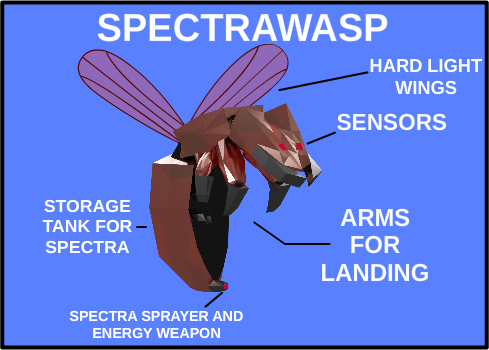 SPECTRAWASP
HARD LIGHT
WINGS
SENSORS
STORAGE
TANK FOR
SPECTRA
ARMS
FOR
LANDING
SPECTRA SPRAYER AND
ENERGY WEAPON